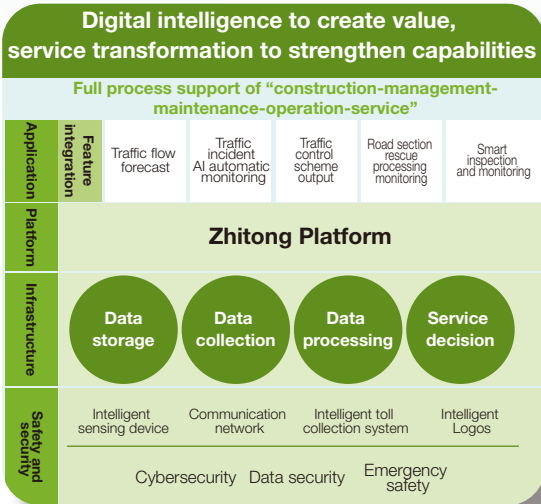 Digital intelligence to create value,
service transformation to strengthen capabilities
Full process support of “construction-management-
maintenance-operation-service”
Application
Feature
integration
Traffic flow
forecast
Traffic
incident
AI automatic
monitoring
Traffic
control
scheme
output
Road section
rescue
processing
monitoring
Smart
inspection
and monitoring
Platform
Zhitong Platform
Infrastructure
Data
storage
Data
collection
Data
processing
Service
decision
Safety and
security
Intelligent
sensing device
Communication
network
Intelligent toll
collection system
Intelligent
Logos
Cybersecurity
Data security
Emergency
safety